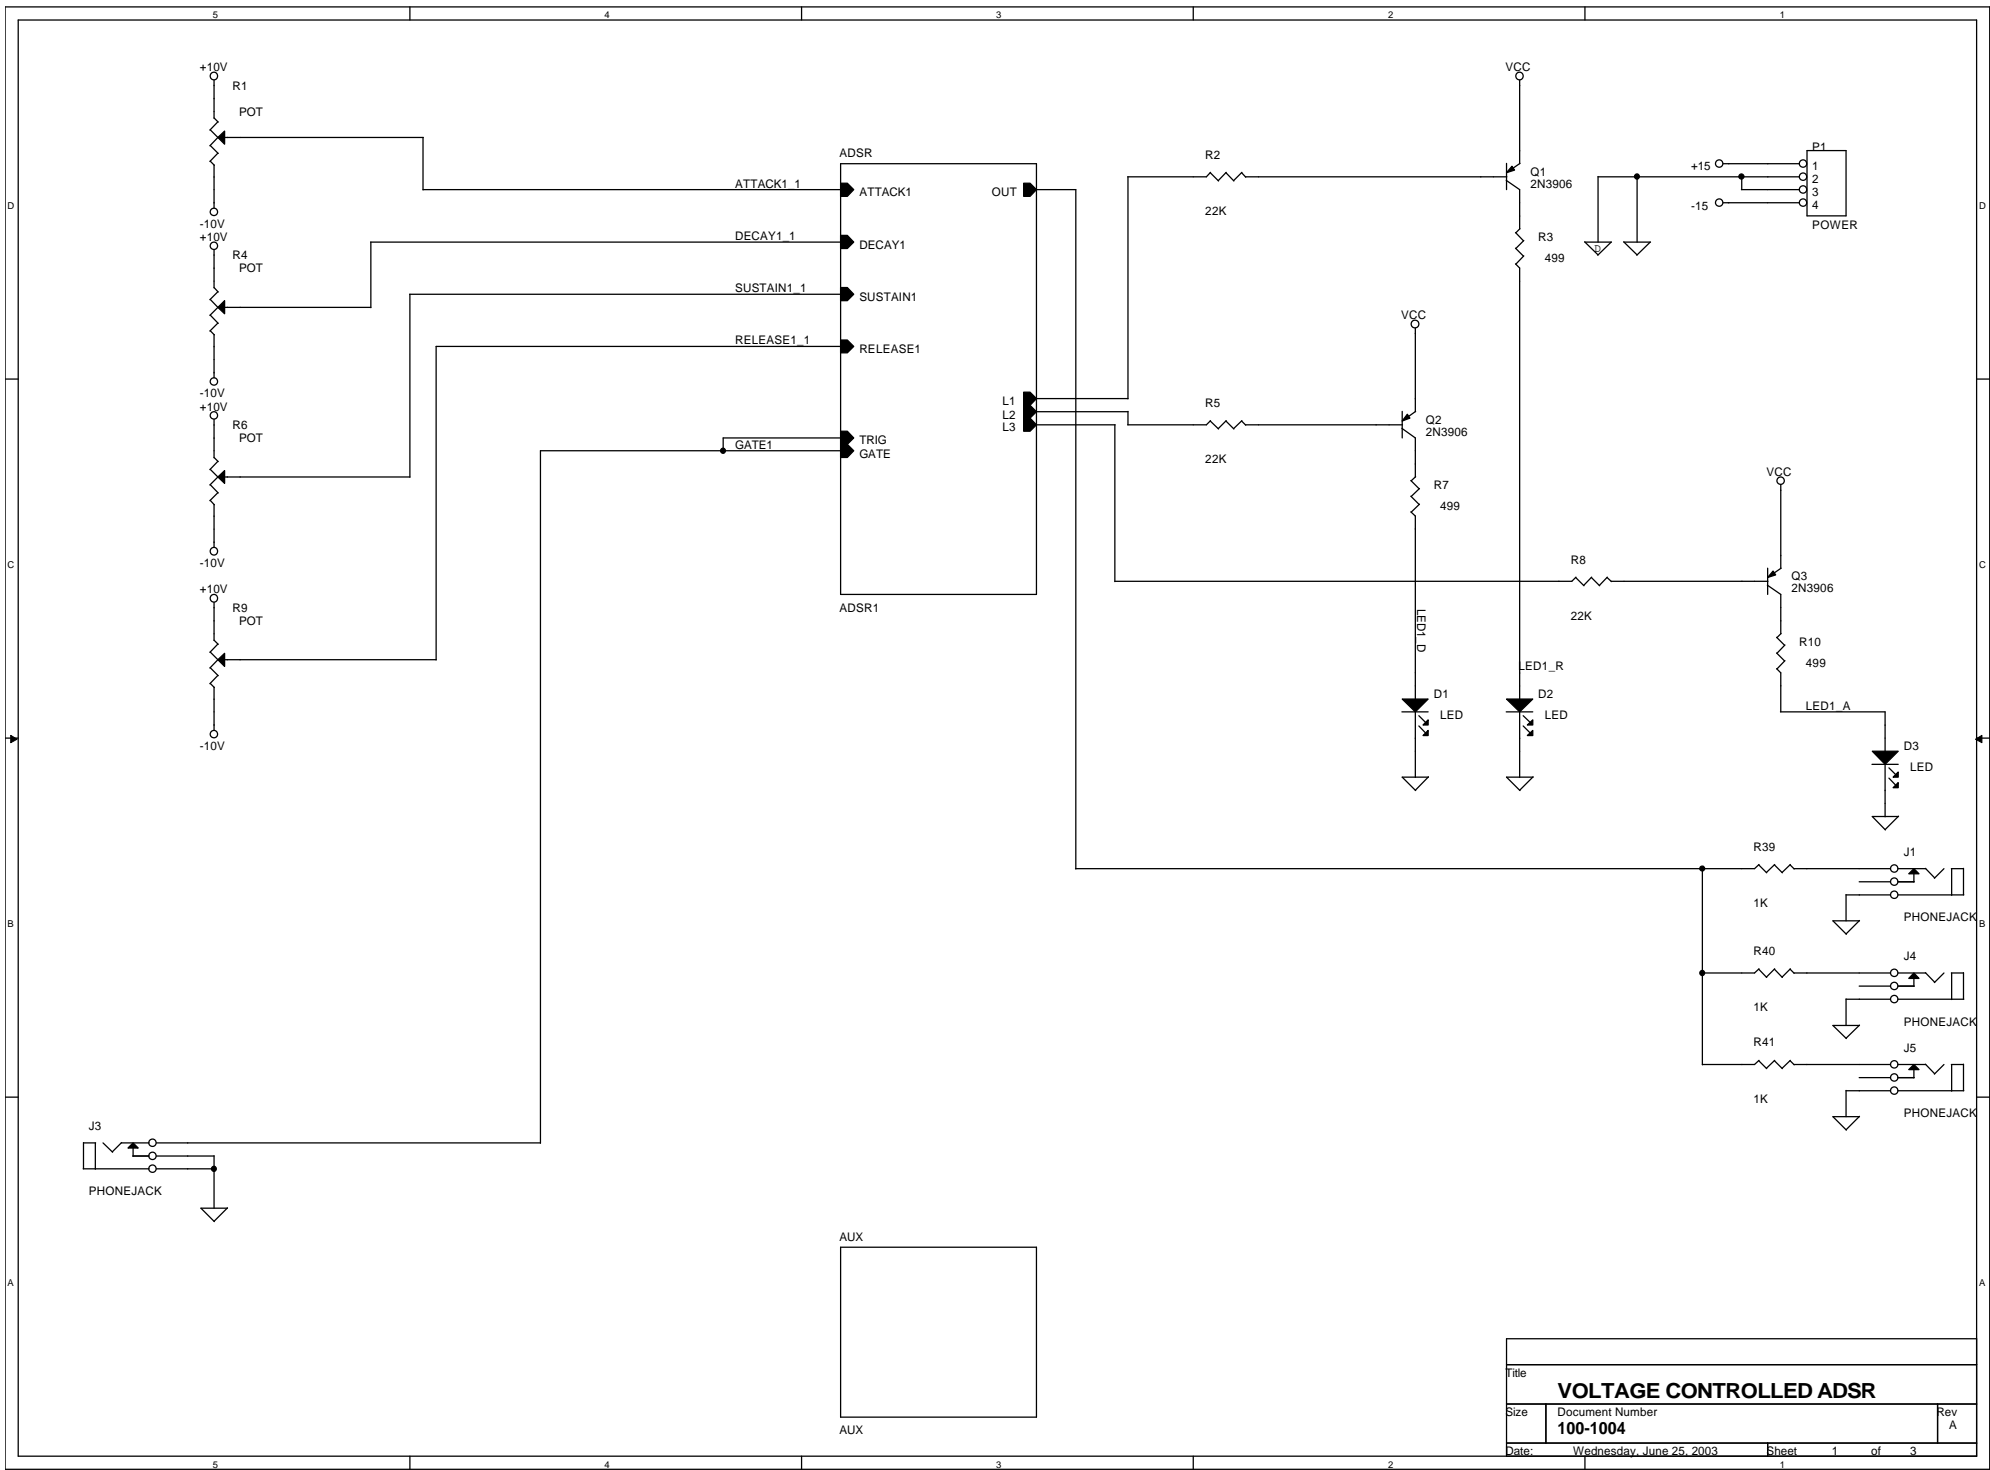 5 4 3 2 1
+10V
R1
POT
-10V
+10V
R4
POT
-10V
+10V
R6
POT
-10V
+10V
R9
POT
-10V
ATTACK1_1
DECAY1_1
SUSTAIN1_1
RELEASE1_1
GATE1
ADSR
ATTACK1
DECAY1
SUSTAIN1
RELEASE1
TRIG
GATE
OUT
L1
L2
L3
ADSR1
R2
22K
VCC
Q1
2N3906
R3
499
R5
22K
VCC
Q2
2N3906
R7
499
R8
22K
VCC
Q3
2N3906
R10
499
LED1_D
LED1_R
LED1_A
D1
LED
D2
LED
D3
LED
P1
+15
1
2
3
4
-15
POWER
D
R39
1K
J1
PHONEJACK
R40
1K
J4
PHONEJACK
R41
1K
J5
PHONEJACK
J3
PHONEJACK
AUX
AUX
D
C
B
A
D
C
B
A
Title
VOLTAGE CONTROLLED ADSR
Size
Document Number
Rev
100-1004
A
Date: Wednesday, June 25, 2003 Sheet 1 of 3
5 4 3 2 1